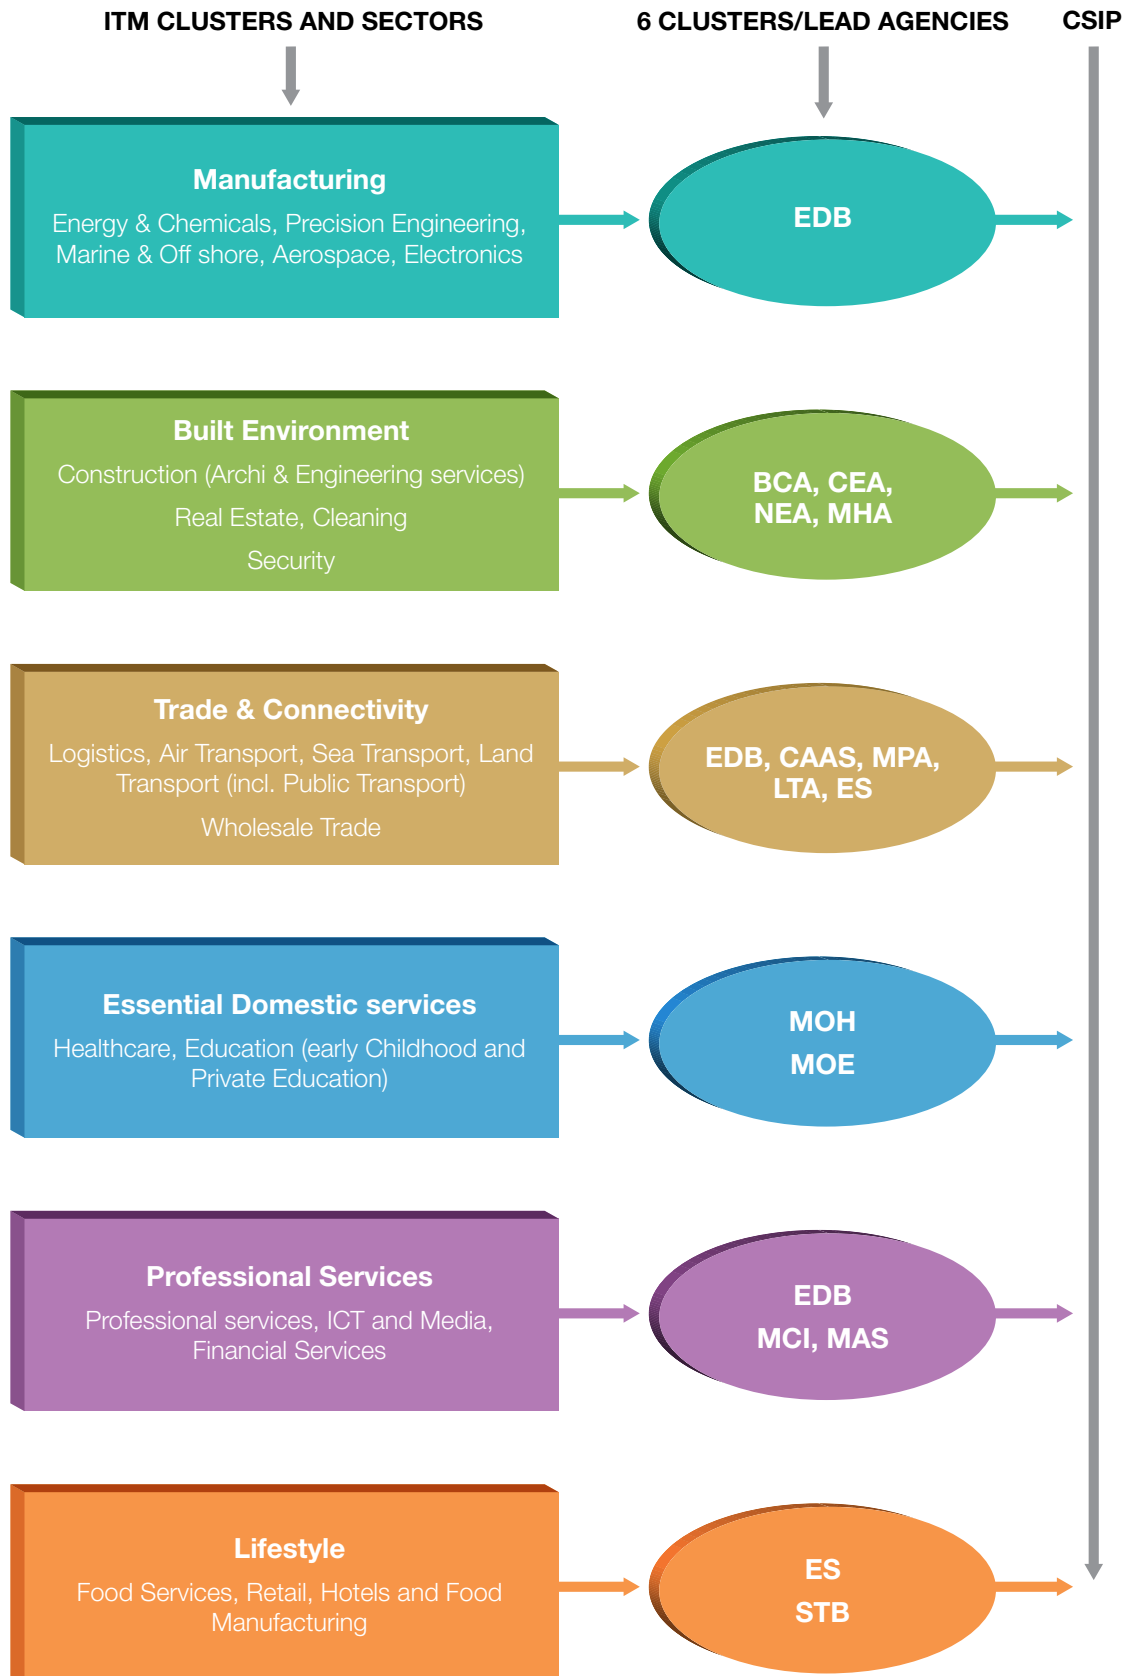 ITM CLUSTERS AND SECTORS
6 CLUSTERS/LEAD AGENCIES
CSIP
Manufacturing
Energy & Chemicals, Precision Engineering,
Marine & Off shore, Aerospace, Electronics
EDB
Built Environment
Construction (Archi & Engineering services)
Real Estate, Cleaning
Security
BCA, CEA,
NEA, MHA
Trade & Connectivity
Logistics, Air Transport, Sea Transport, Land
Transport (incl. Public Transport)
Wholesale Trade
EDB, CAAS, MPA,
LTA, ES
Essential Domestic services
Healthcare, Education (early Childhood and
Private Education)
MOH
MOE
Professional Services
Professional services, ICT and Media,
Financial Services
EDB
MCI, MAS
Lifestyle
Food Services, Retail, Hotels and Food
Manufacturing
ES
STB